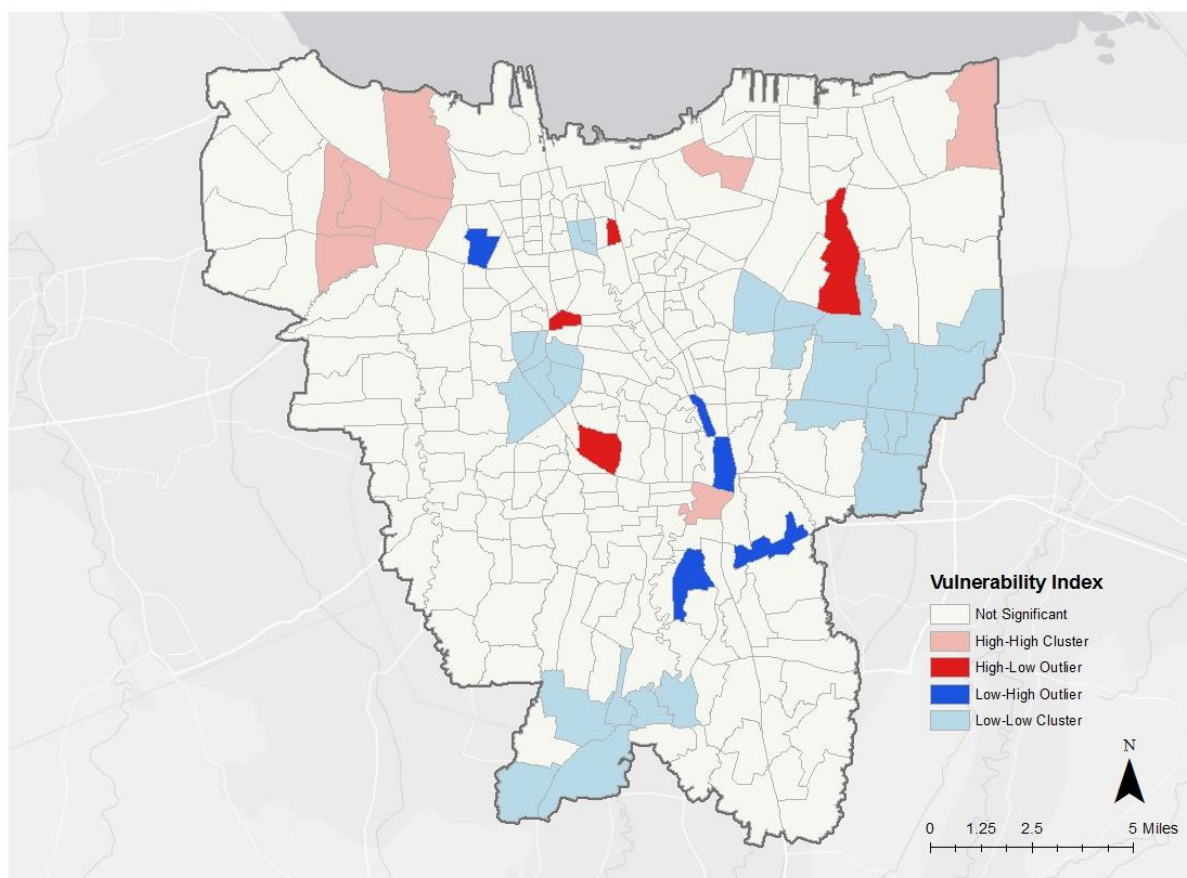 Vulnerability Index
Not Significant
High-High Cluster
High-Low Outlier
Low-High Outlier
Low-Low Cluster
N
0 1.25 2.5 5 Miles